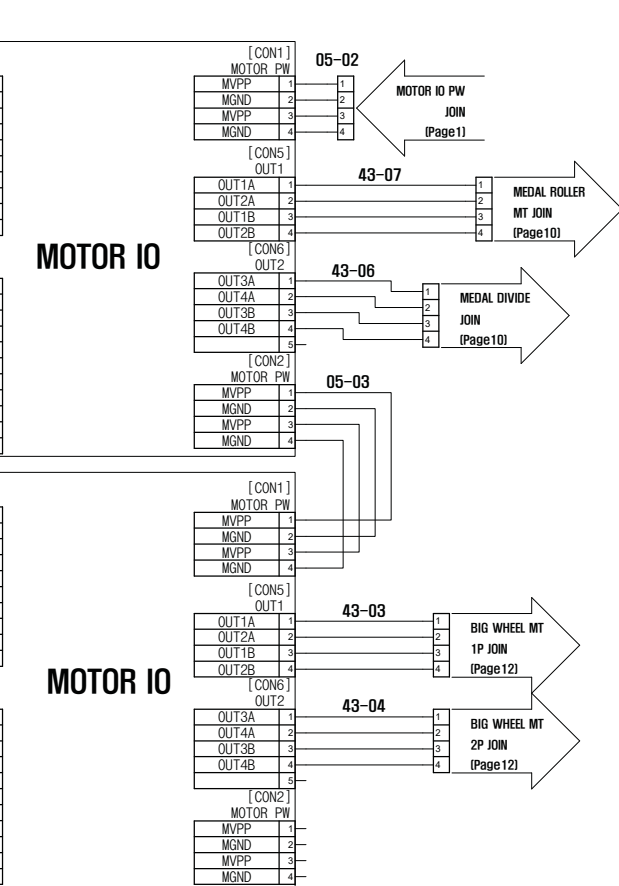 [CON1]
MOTOR PW
05-02
MVPP 1 1
MGND 2 2
MVPP 3 3
MGND 4 4
MOTOR IO PW
JOIN
(Page1)
[CON5]
OUT1
43-07
OUT1A 1 1
OUT2A 2 2
OUT1B 3 3
OUT2B 4 4
MEDAL ROLLER
MT JOIN
(Page10)
MOTOR IO
[CON6]
OUT2
43-06
OUT3A 1 1
OUT4A 2 2
OUT3B 3 3
OUT4B 4 4
5
MEDAL DIVIDE
JOIN
(Page10)
[CON2]
MOTOR PW
05-03
MVPP 1
MGND 2
MVPP 3
MGND 4
[CON1]
MOTOR PW
MVPP 1
MGND 2
MVPP 3
MGND 4
[CON5]
OUT1
43-03
OUT1A 1 1
OUT2A 2 2
OUT1B 3 3
OUT2B 4 4
BIG WHEEL MT
1P JOIN
(Page12)
MOTOR IO
[CON6]
OUT2
43-04
OUT3A 1 1
OUT4A 2 2
OUT3B 3 3
OUT4B 4 4
5
BIG WHEEL MT
2P JOIN
(Page12)
[CON2]
MOTOR PW
MVPP 1
MGND 2
MVPP 3
MGND 4